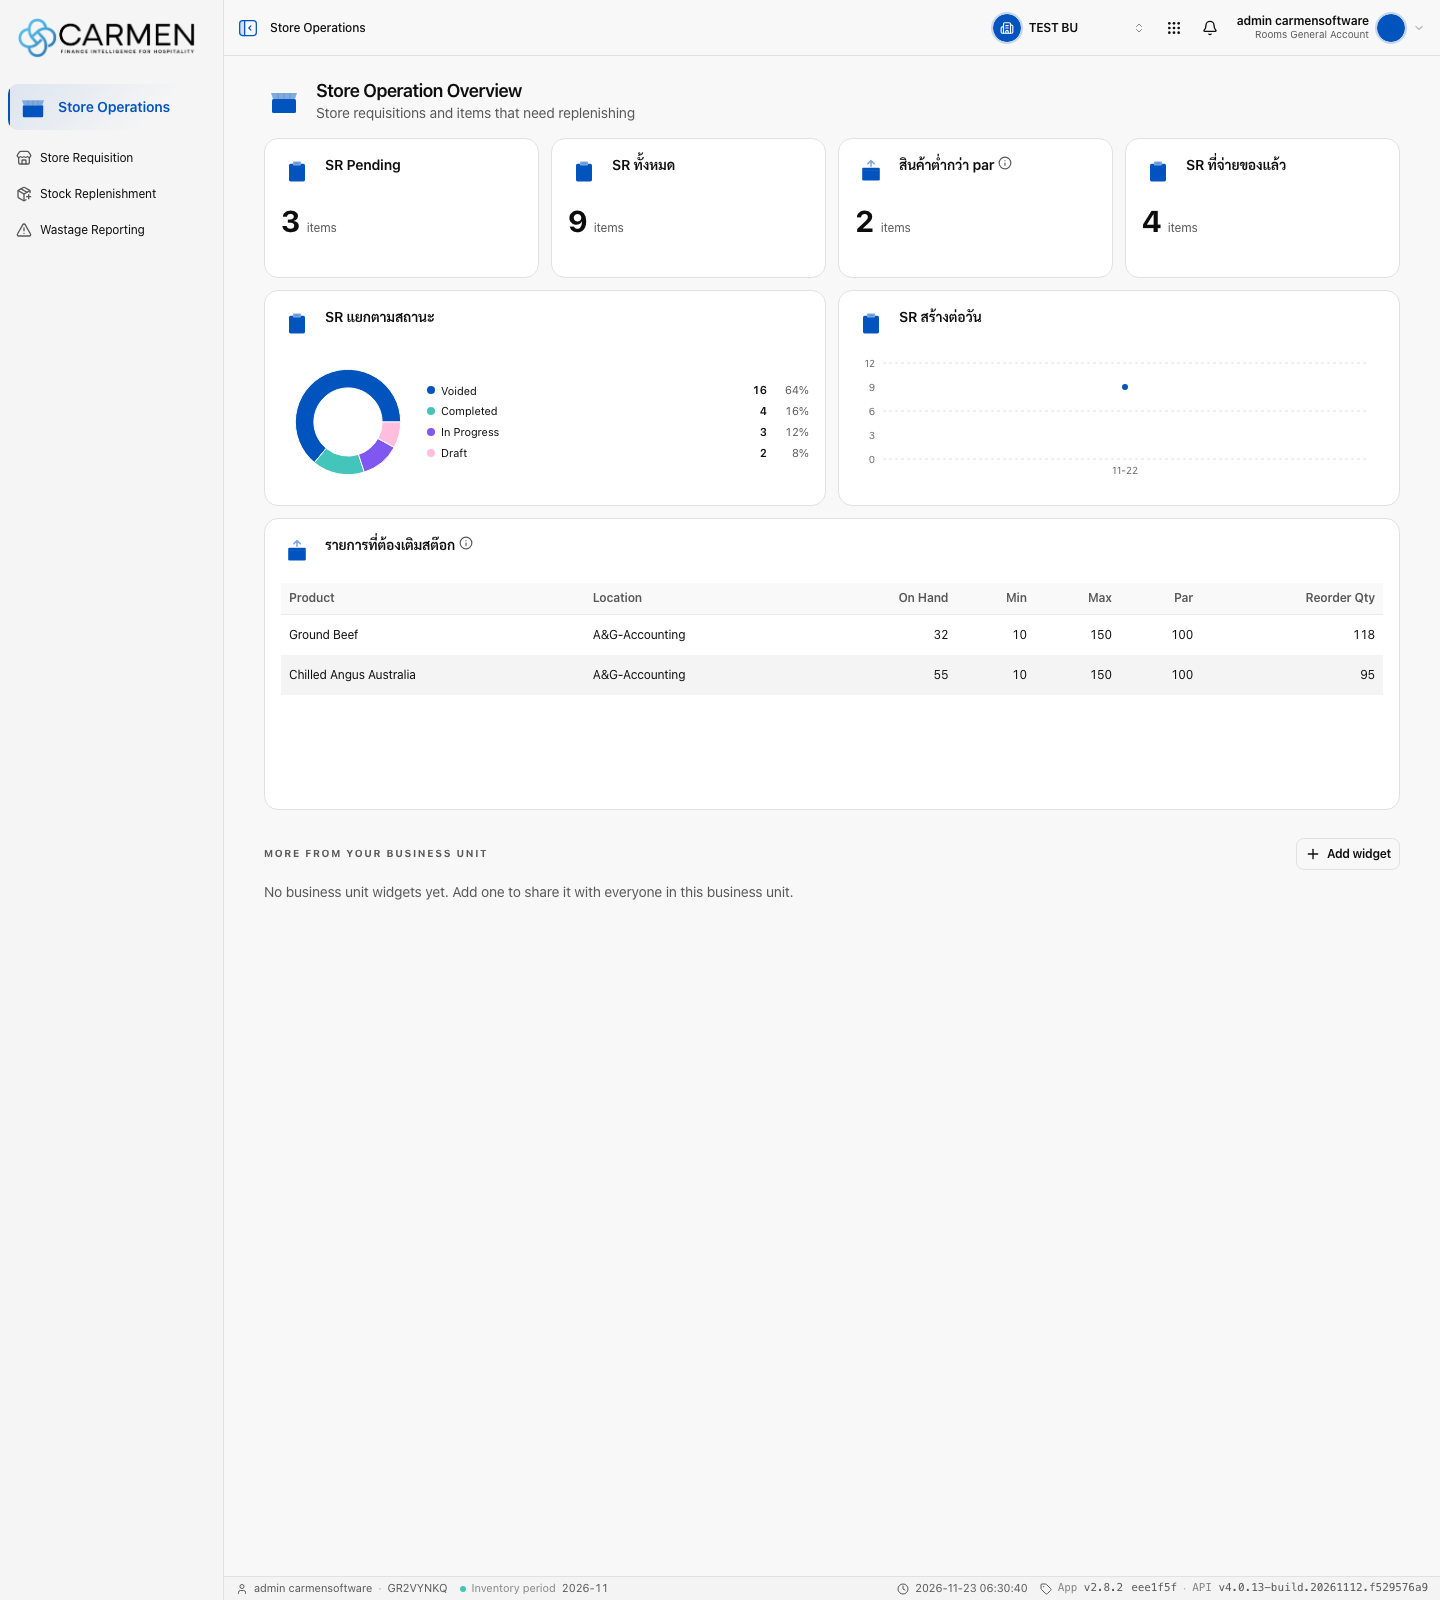 CARMEN
FINANCE INTELLIGENCE FOR HOSPITALITY
Store Operations
Store Requisition
Stock Replenishment
Wastage Reporting
Store Operations
TEST BU
admin carmensoftware
Rooms General Account
Store Operation Overview
Store requisitions and items that need replenishing
SR Pending
3 items
SR ทั้งหมด
9 items
สินค้าต่ำกว่า par
2 items
SR ที่จ่ายของแล้ว
4 items
SR แยกตามสถานะ
Voided 16 64%
Completed 4 16%
In Progress 3 12%
Draft 2 8%
SR สร้างต่อวัน
12
9
6
3
0
11-22
รายการที่ต้องเติมสต๊อก
Product Location On Hand Min Max Par Reorder Qty
Ground Beef A&G-Accounting 32 10 150 100 118
Chilled Angus Australia A&G-Accounting 55 10 150 100 95
MORE FROM YOUR BUSINESS UNIT
Add widget
No business unit widgets yet. Add one to share it with everyone in this business unit.
admin carmensoftware · GR2VYNKQ Inventory period 2026-11
2026-11-23 06:30:40 App v2.8.2 eee1f5f · API v4.0.13-build.20261112.f529576a9